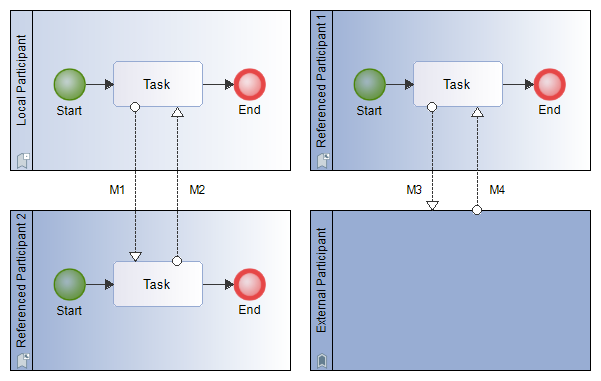 Local Participant
Task
Start
End
Referenced Participant 1
Task
Start
End
M1
M2
M3
M4
Referenced Participant 2
Task
Start
End
External Participant